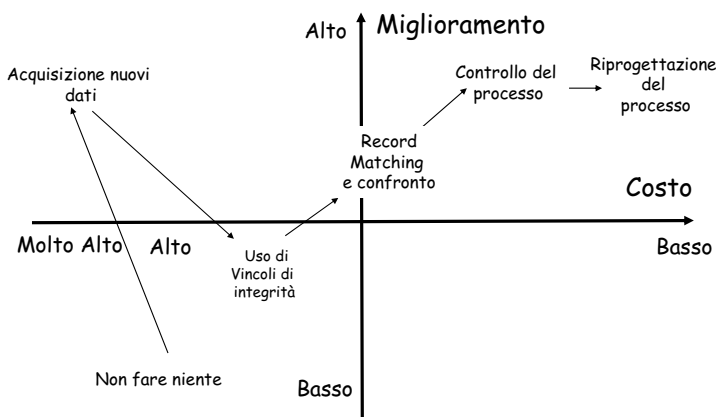 Alto
Miglioramento
Acquisizione nuovi
dati
Controllo del
processo
Riprogettazione
del
processo
Record
Matching
e confronto
Costo
Molto Alto
Alto
Basso
Uso di
Vincoli di
integrità
Non fare niente
Basso